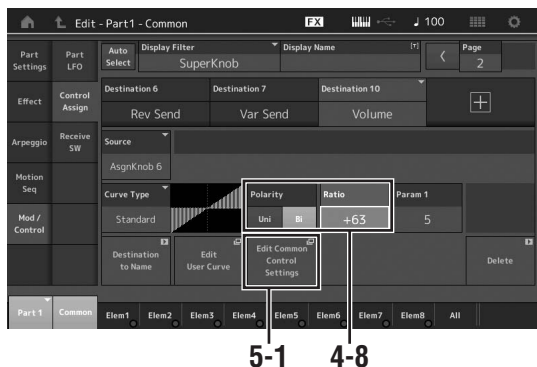 Edit - Part1 - Common
FX
100
Part Settings
Part LFO
Auto Select
Display Filter
SuperKnob
Display Name
[T]
Page
2
Effect
Control Assign
Destination 6
Rev Send
Destination 7
Var Send
Destination 10
Volume
Arpeggio
Receive SW
Source
AsgnKnob 6
Motion Seq
Mod / Control
Curve Type
Standard
Polarity
Uni
Bi
Ratio
+63
Param 1
5
Destination to Name
Edit User Curve
Edit Common Control Settings
Delete
Part 1
Common
Elem1
Elem2
Elem3
Elem4
Elem5
Elem6
Elem7
Elem8
All
5-1
4-8